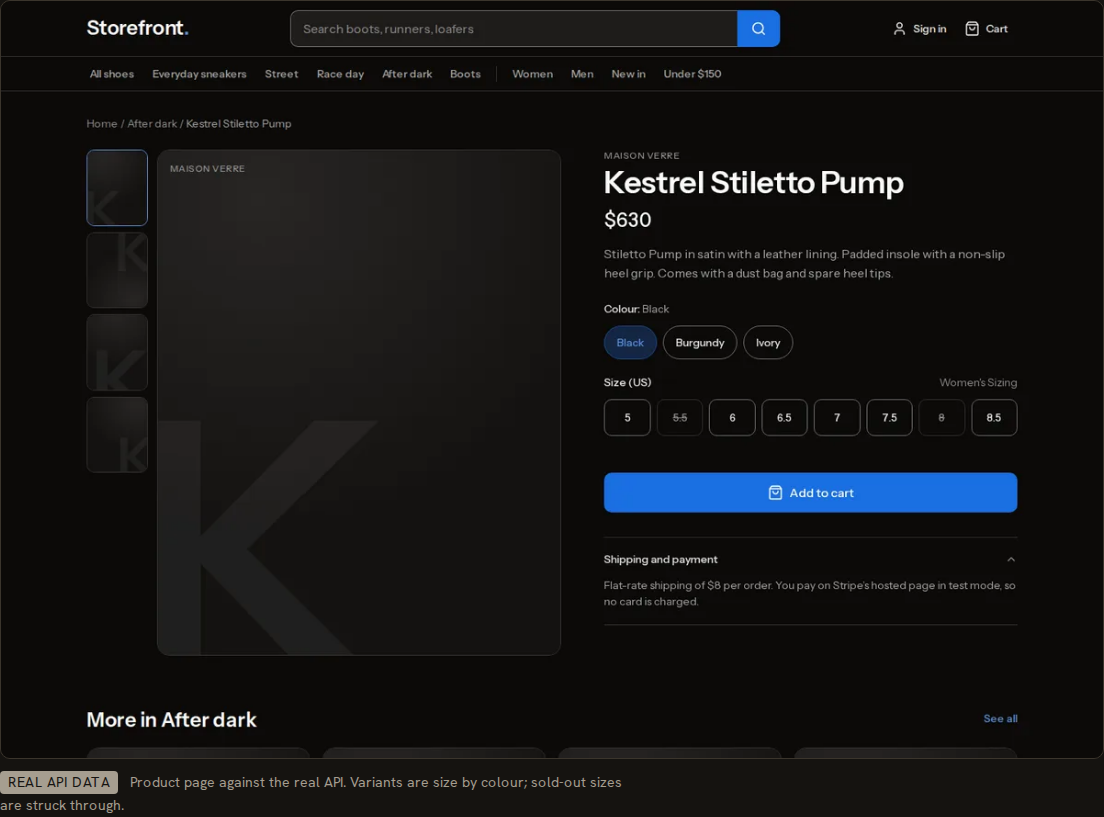 Storefront.
Search boots, runners, loafers
Sign in
Cart
All shoes
Everyday sneakers
Street
Race day
After dark
Boots
Women
Men
New in
Under $150
Home / After dark / Kestrel Stiletto Pump
K
K
K
K
MAISON VERRE
K
MAISON VERRE
Kestrel Stiletto Pump
$630
Stiletto Pump in satin with a leather lining. Padded insole with a non-slip
heel grip. Comes with a dust bag and spare heel tips.
Colour: Black
Black
Burgundy
Ivory
Size (US)
Women's Sizing
5
5.5
6
6.5
7
7.5
8
8.5
Add to cart
Shipping and payment
Flat-rate shipping of $8 per order. You pay on Stripe's hosted page in test mode, so
no card is charged.
More in After dark
See all
REAL API DATA Product page against the real API. Variants are size by colour; sold-out sizes
are struck through.